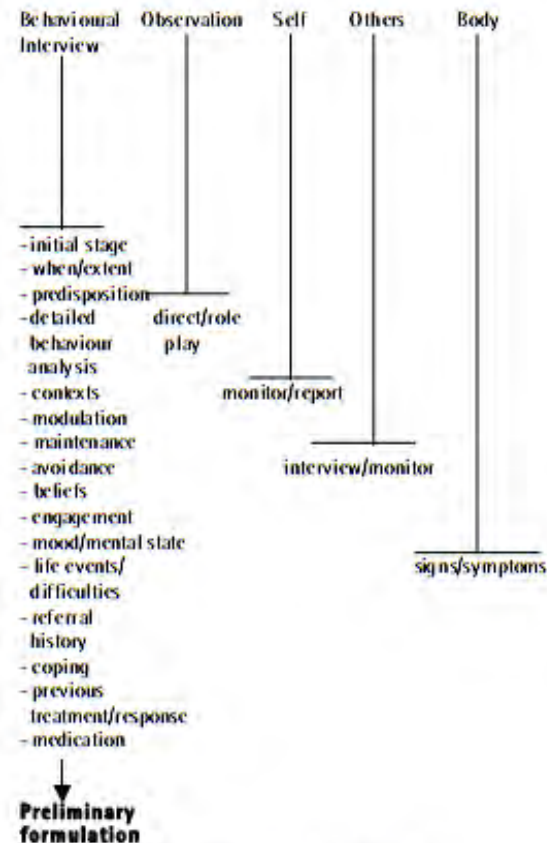 Behavioural Interview
Observation
Self
Others
Body
- initial stage
- when/extent
- predisposition
- detailed
behaviour
analysis
- contexts
- modulation
- maintenance
- avoidance
- beliefs
- engagement
- mood/mental state
- life events/
difficulties
- referral
history
- coping
- previous
treatment/response
- medication
direct/role
play
monitor/report
interview/monitor
signs/symptoms
Preliminary
formulation